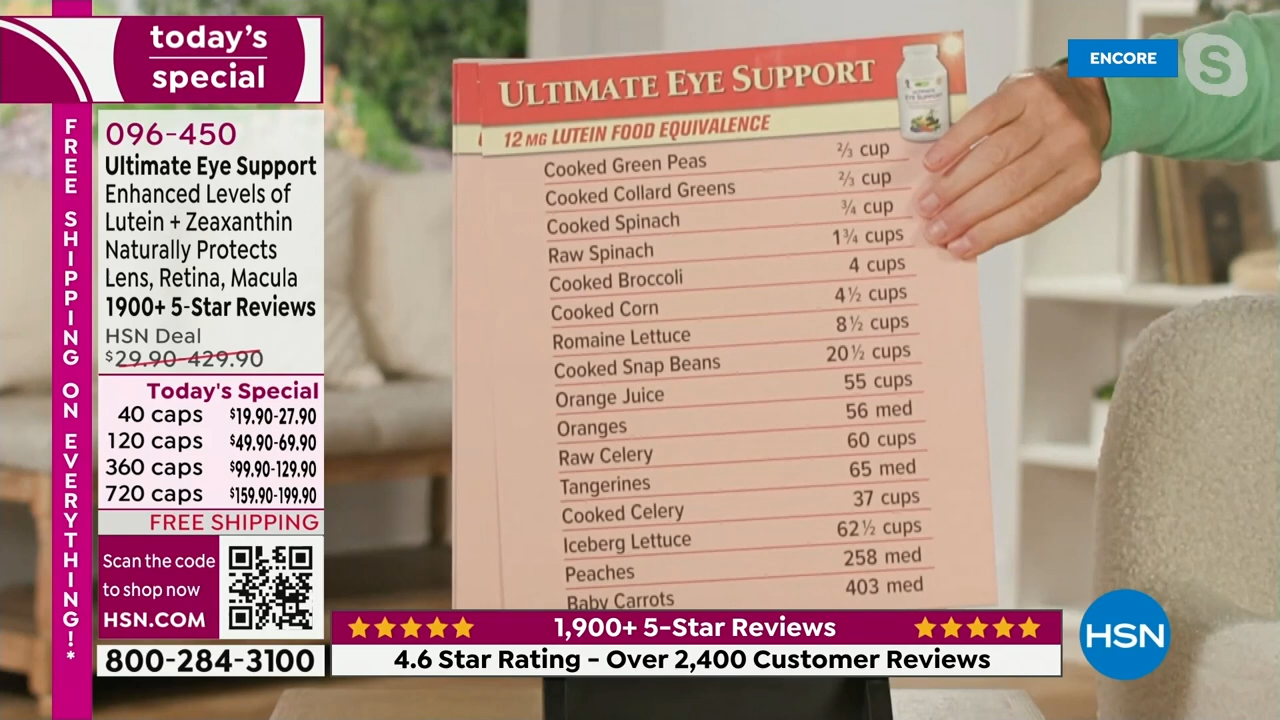 today's
special
FREE SHIPPING ON EVERYTHING!*
096-450
Ultimate Eye Support
Enhanced Levels of
Lutein + Zeaxanthin
Naturally Protects
Lens, Retina, Macula
1900+ 5-Star Reviews
HSN Deal
$29.90-429.90
Today's Special
40 caps $19.90-27.90
120 caps $49.90-69.90
360 caps $99.90-129.90
720 caps $159.90-199.90
FREE SHIPPING
Scan the code
to shop now
HSN.COM
800-284-3100
ENCORE
S
ULTIMATE EYE SUPPORT
12 MG LUTEIN FOOD EQUIVALENCE
Cooked Green Peas ⅔ cup
Cooked Collard Greens ⅔ cup
Cooked Spinach ¾ cup
Raw Spinach 1¾ cups
Cooked Broccoli 4 cups
Cooked Corn 4½ cups
Romaine Lettuce 8½ cups
Cooked Snap Beans 20½ cups
Orange Juice 55 cups
Oranges 56 med
Raw Celery 60 cups
Tangerines 65 med
Cooked Celery 37 cups
Iceberg Lettuce 62½ cups
Peaches 258 med
Baby Carrots 403 med
EYE SUPPORT
1,900+ 5-Star Reviews
4.6 Star Rating – Over 2,400 Customer Reviews
HSN